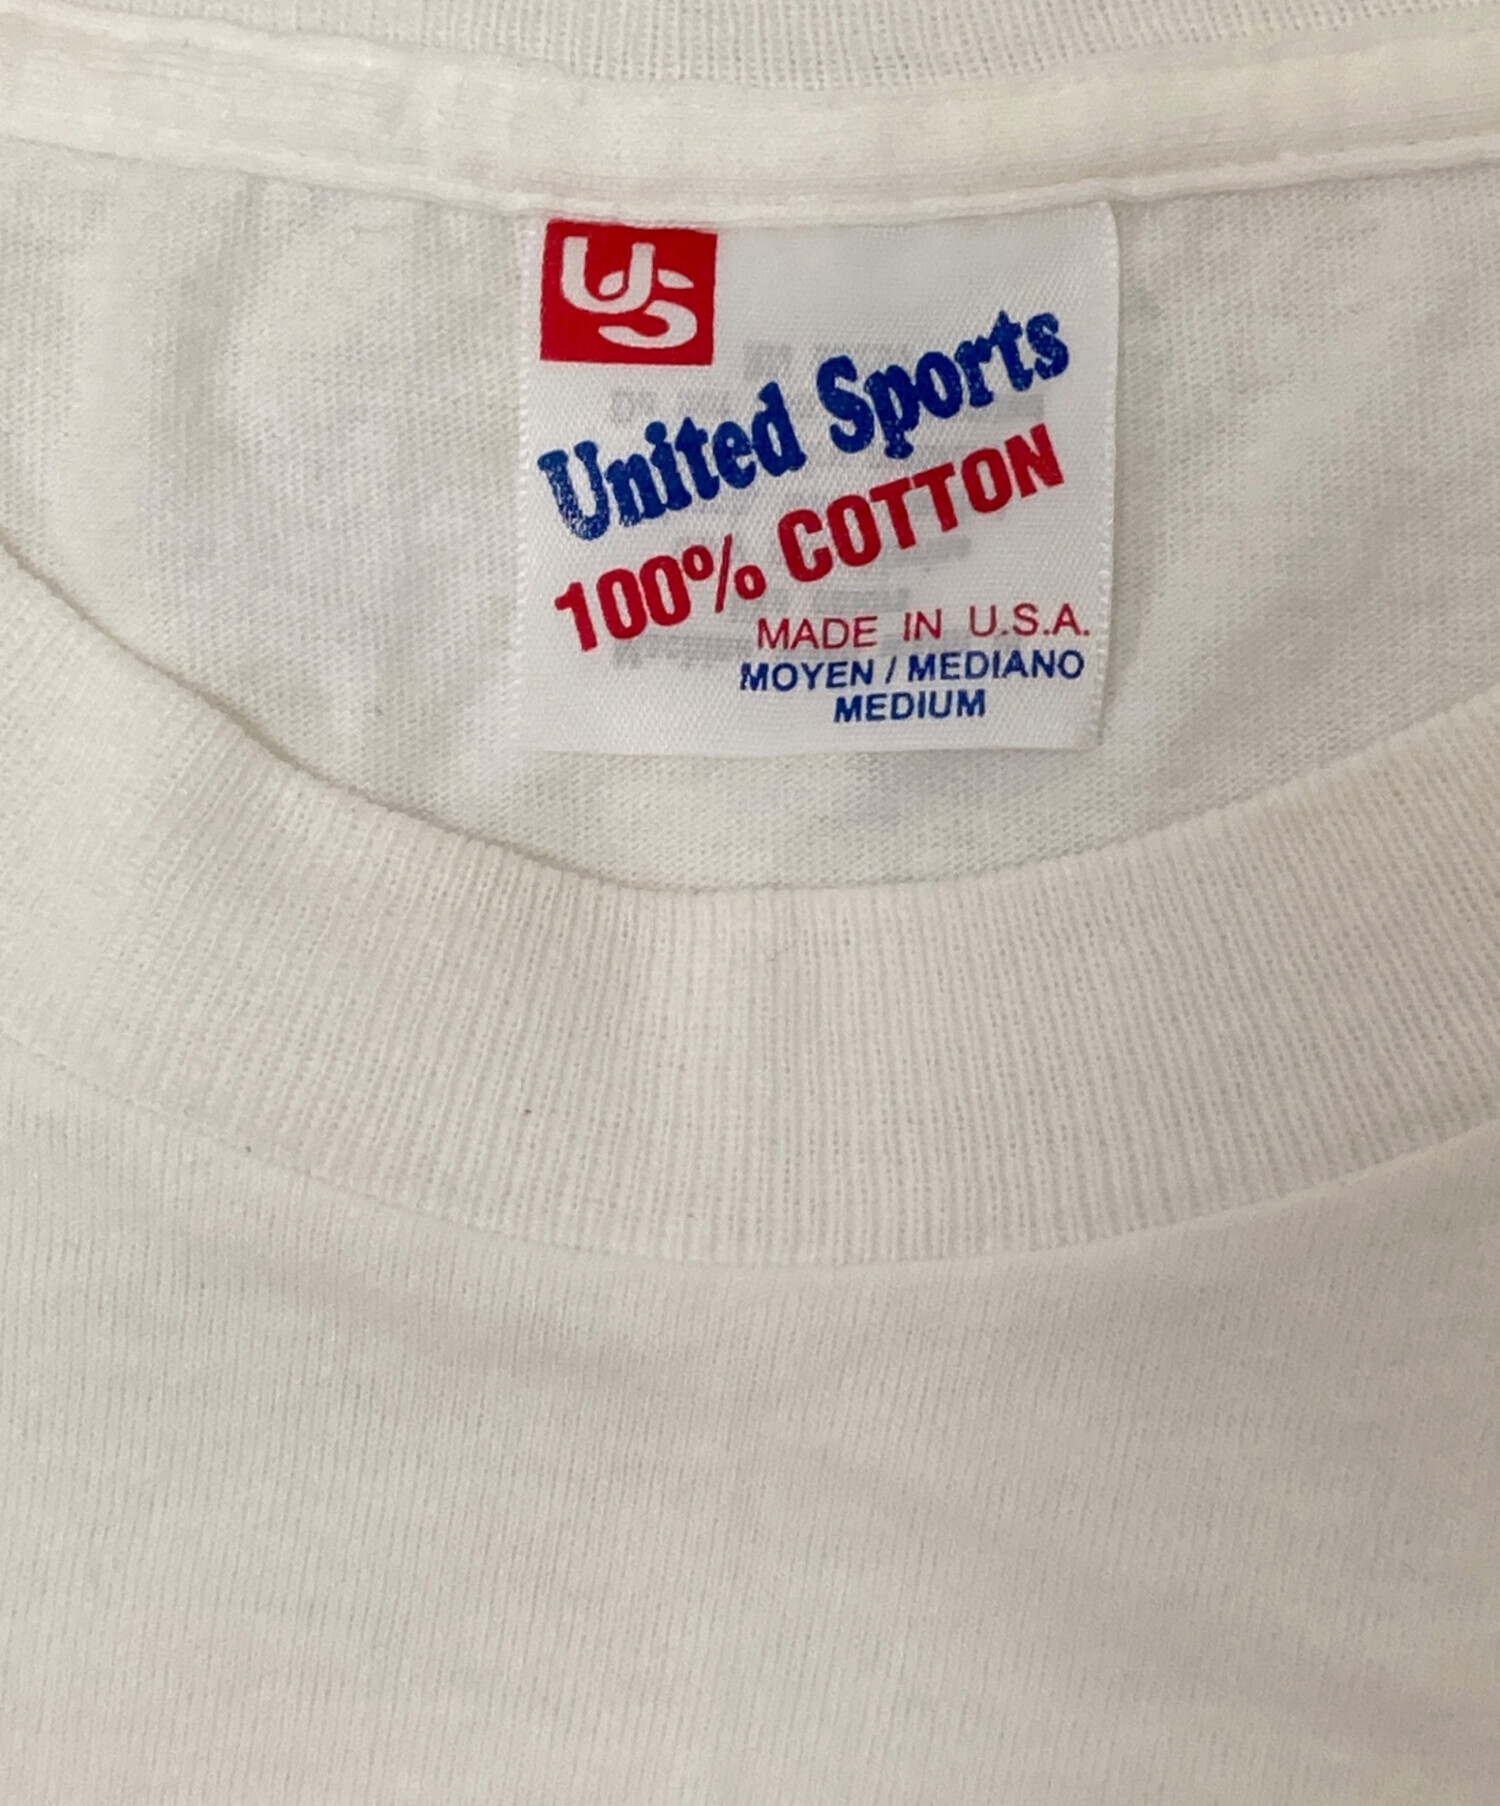 US
United Sports
100% COTTON
MADE IN U.S.A.
MOYEN / MEDIANO
MEDIUM